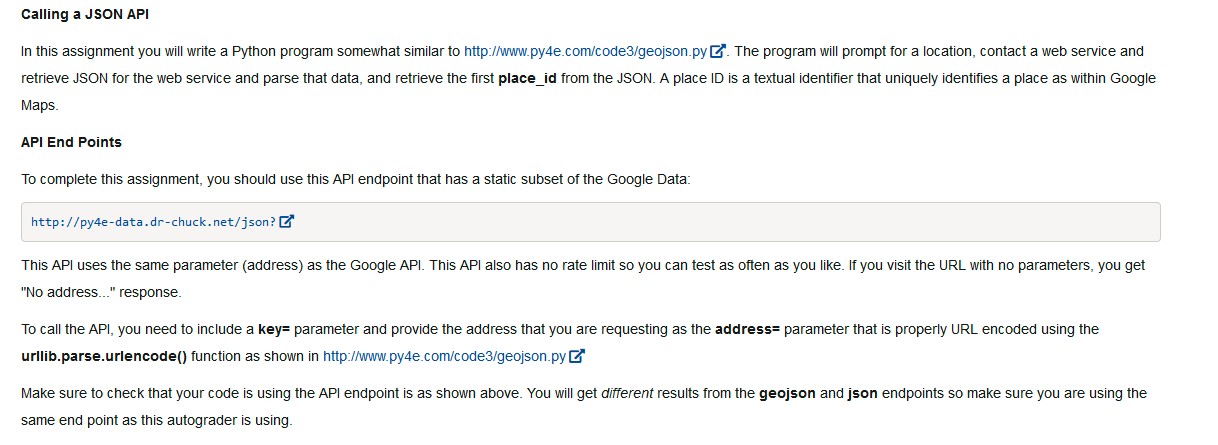 Calling a JSON API
In this assignment you will write a Python program somewhat similar to http://www.py4e.com/code3/geojson.py. The program will prompt for a location, contact a web service and
retrieve JSON for the web service and parse that data, and retrieve the first place_id from the JSON. A place ID is a textual identifier that uniquely identifies a place as within Google
Maps.
API End Points
To complete this assignment, you should use this API endpoint that has a static subset of the Google Data:
http://py4e-data.dr-chuck.net/json?
This API uses the same parameter (address) as the Google API. This API also has no rate limit so you can test as often as you like. If you visit the URL with no parameters, you get
"No address..." response.
To call the API, you need to include a key= parameter and provide the address that you are requesting as the address= parameter that is properly URL encoded using the
urllib.parse.urlencode() function as shown in http://www.py4e.com/code3/geojson.py
Make sure to check that your code is using the API endpoint is as shown above. You will get different results from the geojson and json endpoints so make sure you are using the
same end point as this autograder is using.